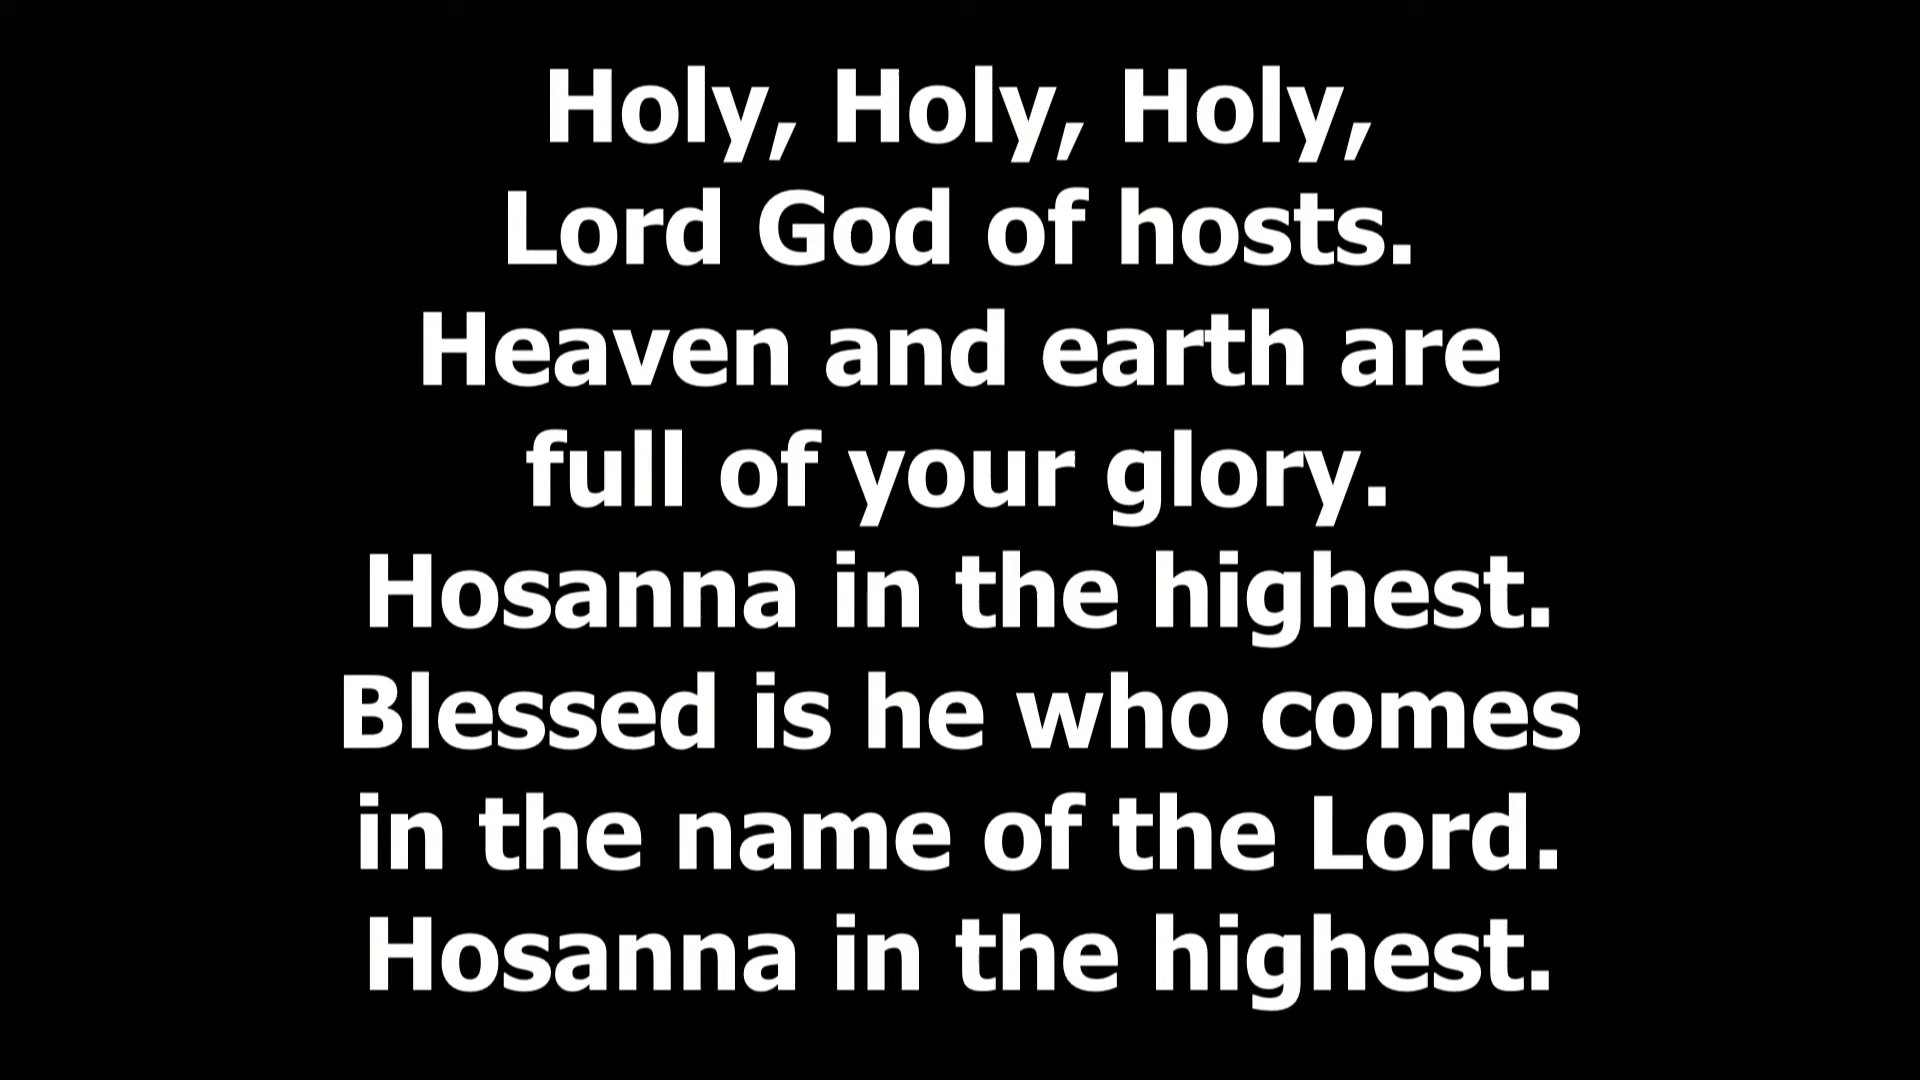 Holy, Holy, Holy,
Lord God of hosts.
Heaven and earth are
full of your glory.
Hosanna in the highest.
Blessed is he who comes
in the name of the Lord.
Hosanna in the highest.